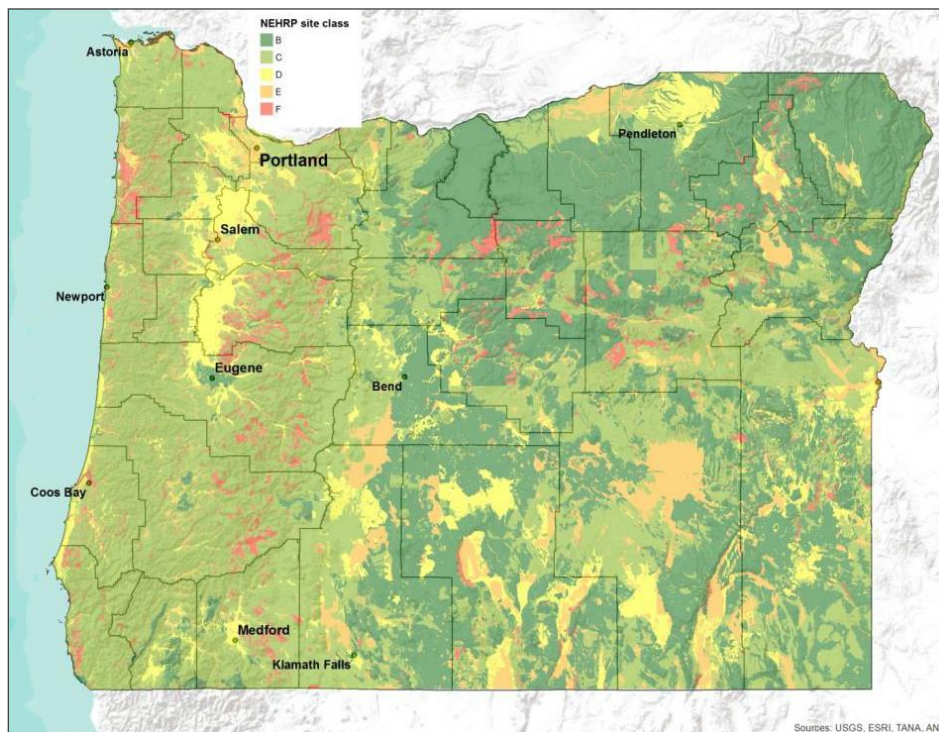 NEHRP site class
B
C
D
E
F
Astoria
Portland
Pendleton
Salem
Newport
Eugene
Bend
Coos Bay
Medford
Klamath Falls
Sources: USGS, ESRI, TANA, AN